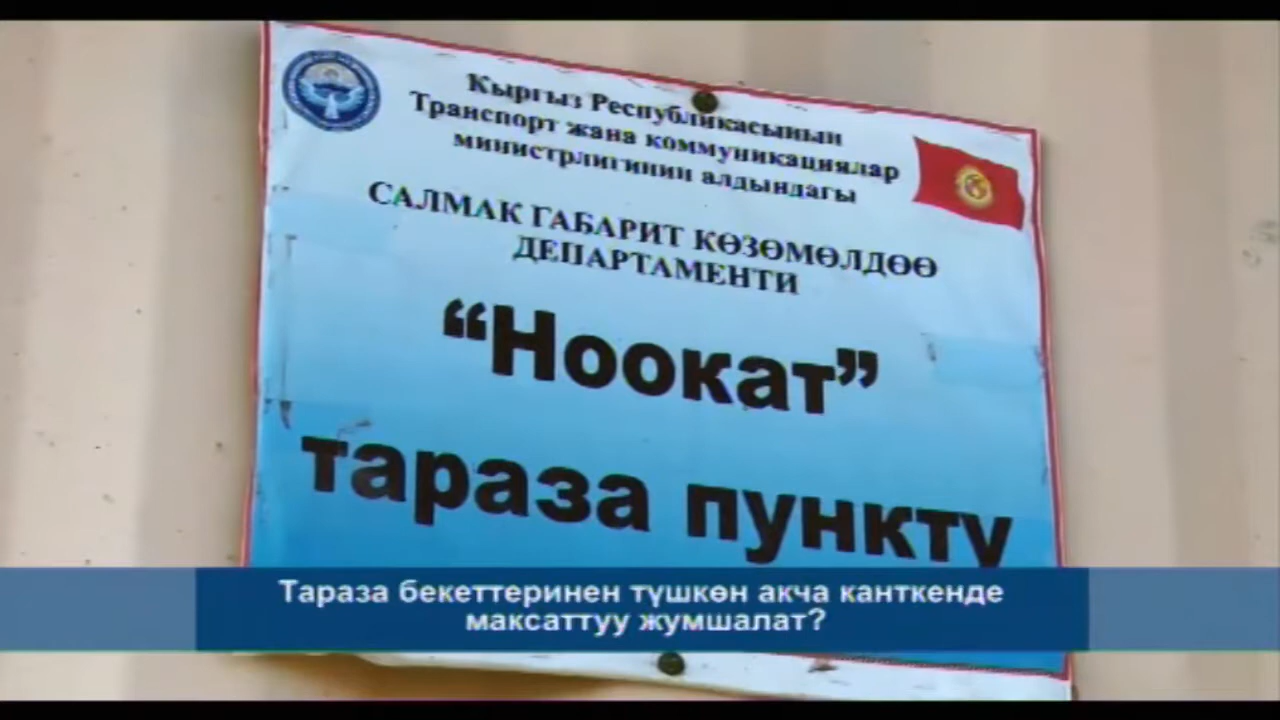 Кыргыз Республикасынын
Транспорт жана коммуникациялар
министрлигинин алдындагы
САЛМАК ГАБАРИТ КӨЗӨМӨЛДӨӨ
ДЕПАРТАМЕНТИ
“Ноокат”
тараза пункту
Тараза бекеттеринен түшкөн акча канткенде
максаттуу жумшалат?